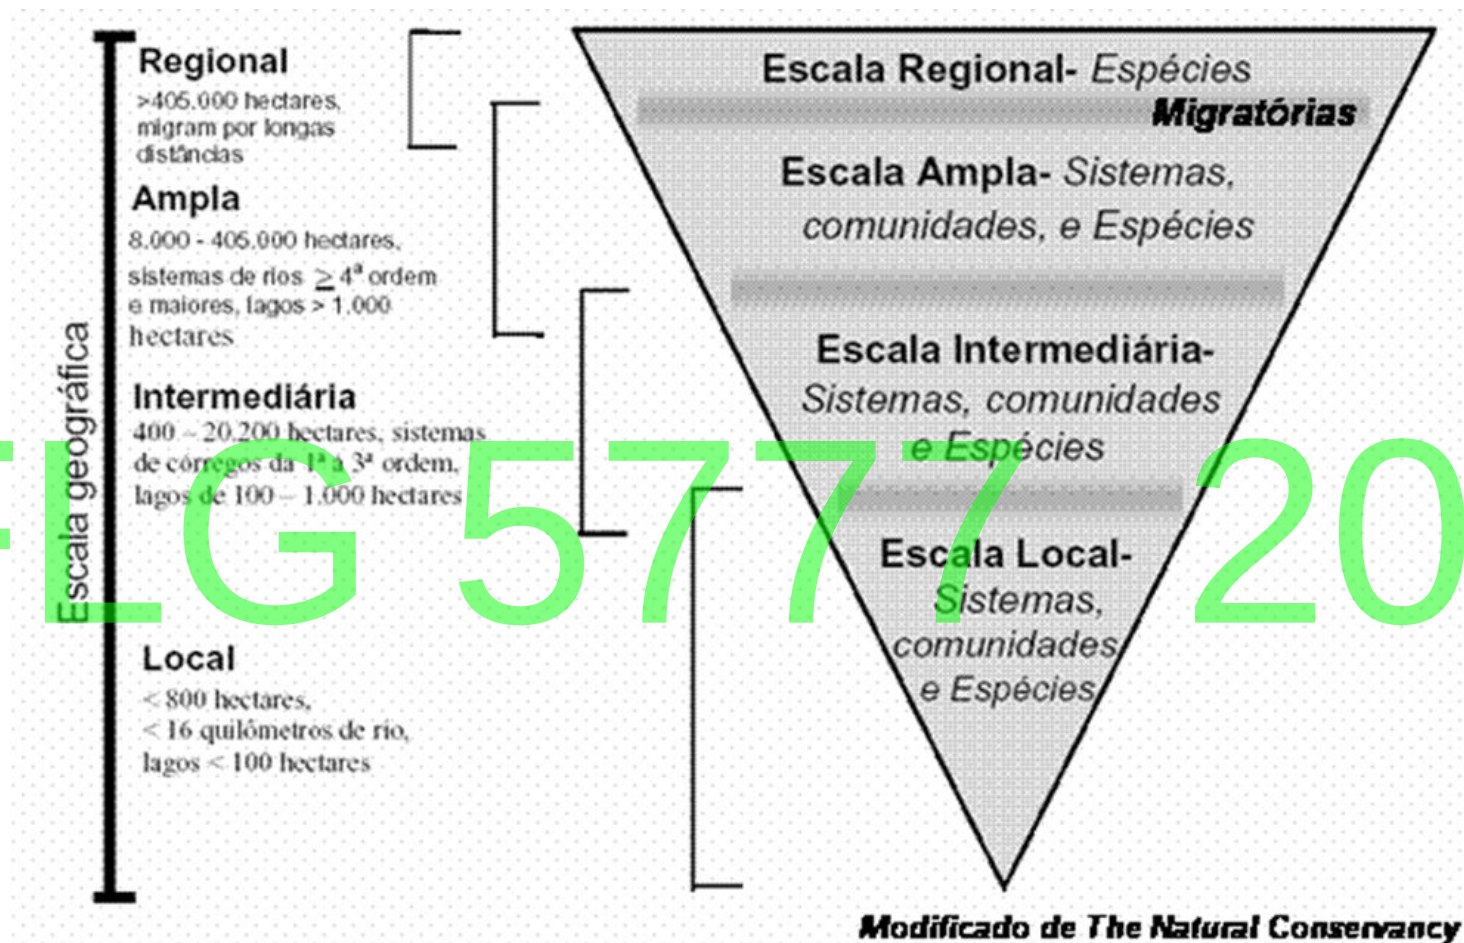 Escala geográfica
Regional
>405.000 hectares,
migram por longas
distâncias
Ampla
8.000 - 405.000 hectares,
sistemas de rios ≥ 4ª ordem
e maiores, lagos > 1.000
hectares
Intermediária
400 – 20.200 hectares, sistemas
de córregos da 1ª à 3ª ordem,
lagos de 100 – 1.000 hectares
Local
< 800 hectares,
< 16 quilômetros de rio,
lagos < 100 hectares
Escala Regional- Espécies
Migratórias
Escala Ampla- Sistemas,
comunidades, e Espécies
Escala Intermediária-
Sistemas, comunidades
e Espécies
Escala Local-
Sistemas,
comunidades
e Espécies
FLG 5777 20
Modificado de The Natural Conservancy